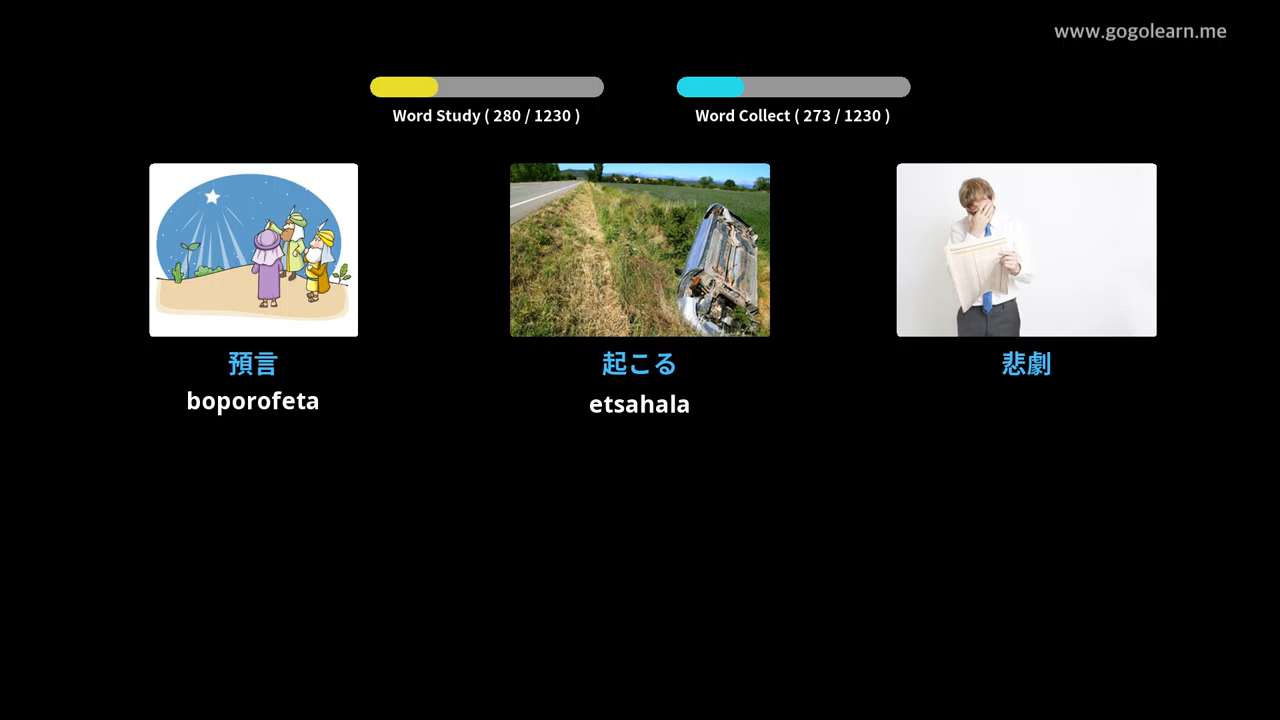 www.gogolearn.me
Word Study ( 280 / 1230 )
Word Collect ( 273 / 1230 )
預言
起こる
悲劇
boporofeta
etsahala